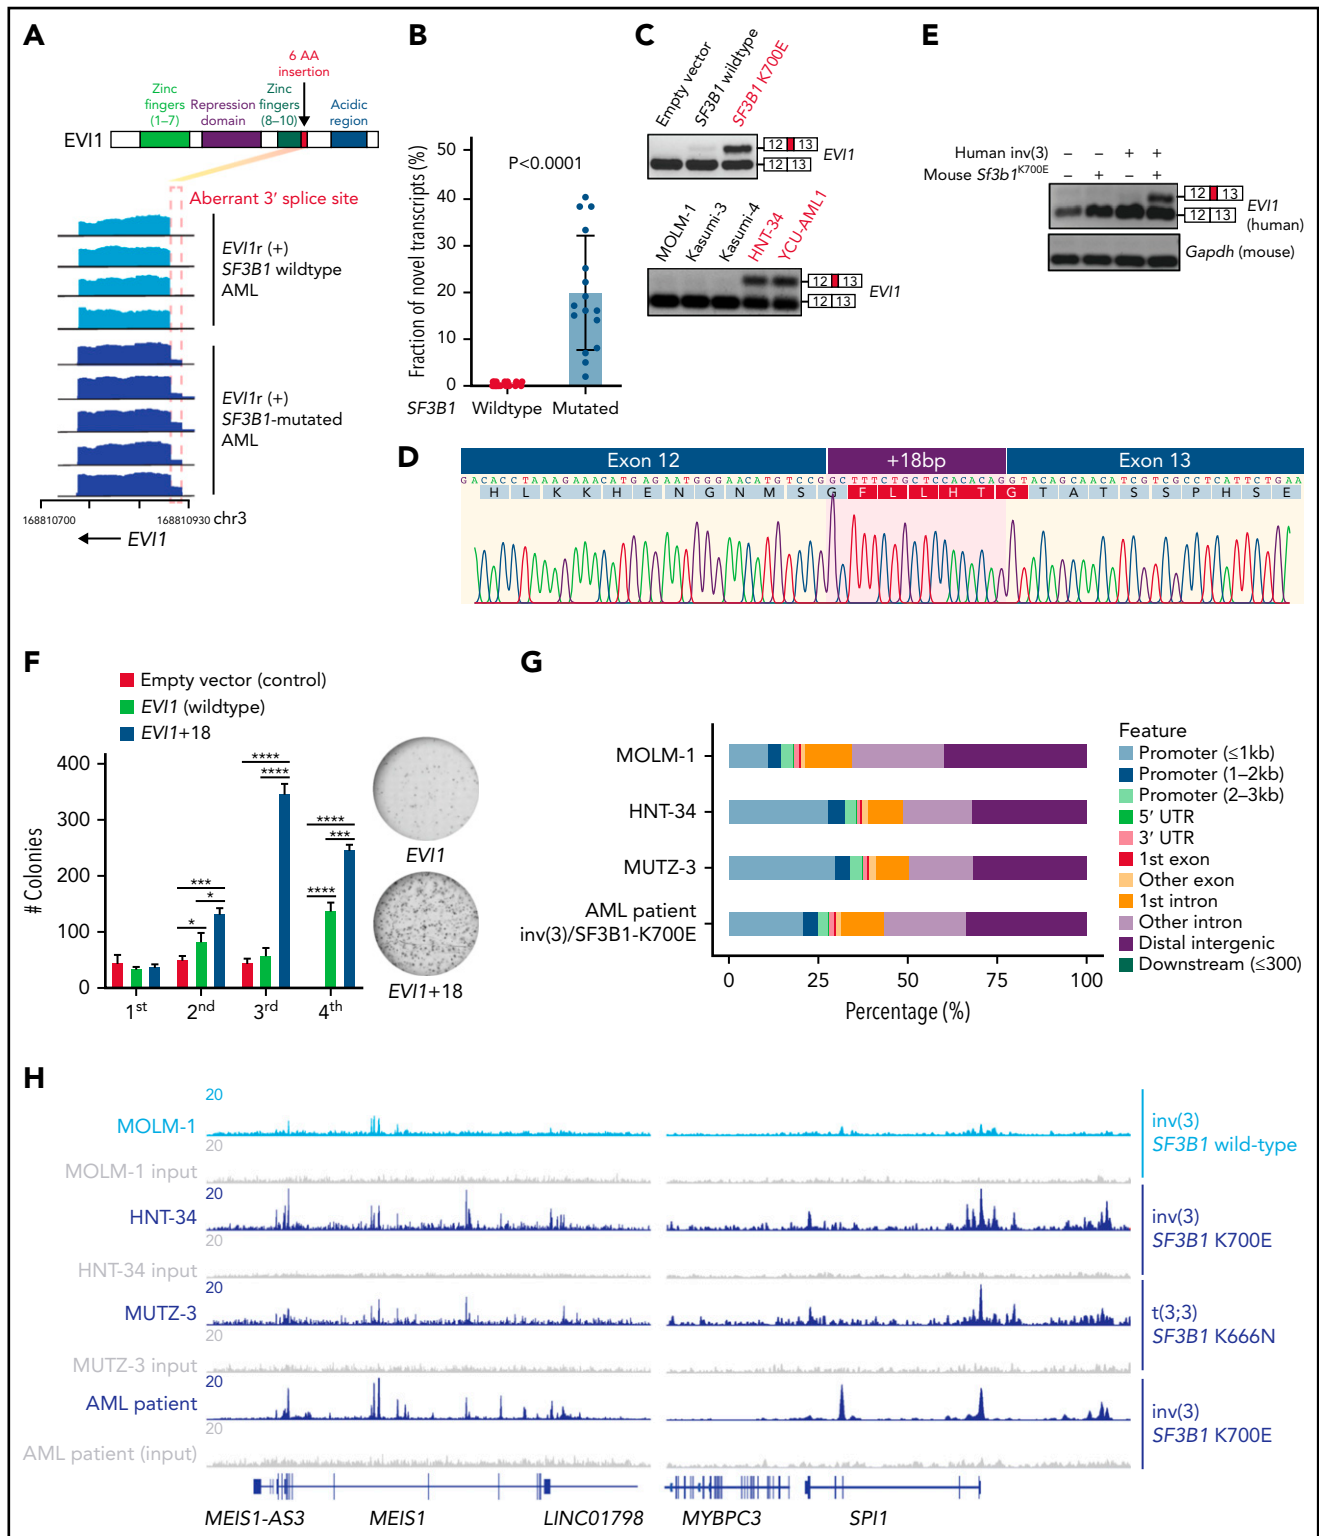 A
6 AA
insertion
Zinc
fingers
(1–7)
Repression
domain
Zinc
fingers
(8–10)
Acidic
region
EVI1
Aberrant 3′ splice site
EVI1r (+)
SF3B1 wildtype
AML
EVI1r (+)
SF3B1-mutated
AML
168810700
168810930 chr3
EVI1
B
Fraction of novel transcripts (%)
50
40
30
20
10
0
P<0.0001
SF3B1 Wildtype Mutated
C
Empty vector
SF3B1 wildtype
SF3B1 K700E
12 13
12 13
EVI1
MOLM-1
Kasumi-3
Kasumi-4
HNT-34
YCU-AML1
12 13
12 13
EVI1
E
Human inv(3) – – + +
Mouse Sf3b1K700E – + – +
12 13
12 13
EVI1
(human)
Gapdh (mouse)
D
Exon 12 +18bp Exon 13
G ACACCTAAAGAAACATGAGAATGGGAACATGTCCGGCTTTCTGCTCCACACAGGTACAGCAACATCGTCGCCTCATTCTGAA
H L K K H E N G N M S G F L L H T G T A T S S P H S E
F
Empty vector (control)
EVI1 (wildtype)
EVI1+18
# Colonies
400
300
200
100
0
* *** *
**** ****
**** **** ***
1st 2nd 3rd 4th
EVI1
EVI1+18
G
MOLM-1
HNT-34
MUTZ-3
AML patient
inv(3)/SF3B1-K700E
0 25 50 75 100
Percentage (%)
Feature
Promoter (≤1kb)
Promoter (1–2kb)
Promoter (2–3kb)
5′ UTR
3′ UTR
1st exon
Other exon
1st intron
Other intron
Distal intergenic
Downstream (≤300)
H
20
MOLM-1
20
MOLM-1 input
inv(3)
SF3B1 wild-type
20
HNT-34
20
HNT-34 input
inv(3)
SF3B1 K700E
20
MUTZ-3
20
MUTZ-3 input
t(3;3)
SF3B1 K666N
20
AML patient
20
AML patient (input)
inv(3)
SF3B1 K700E
MEIS1-AS3 MEIS1 LINC01798 MYBPC3 SPI1